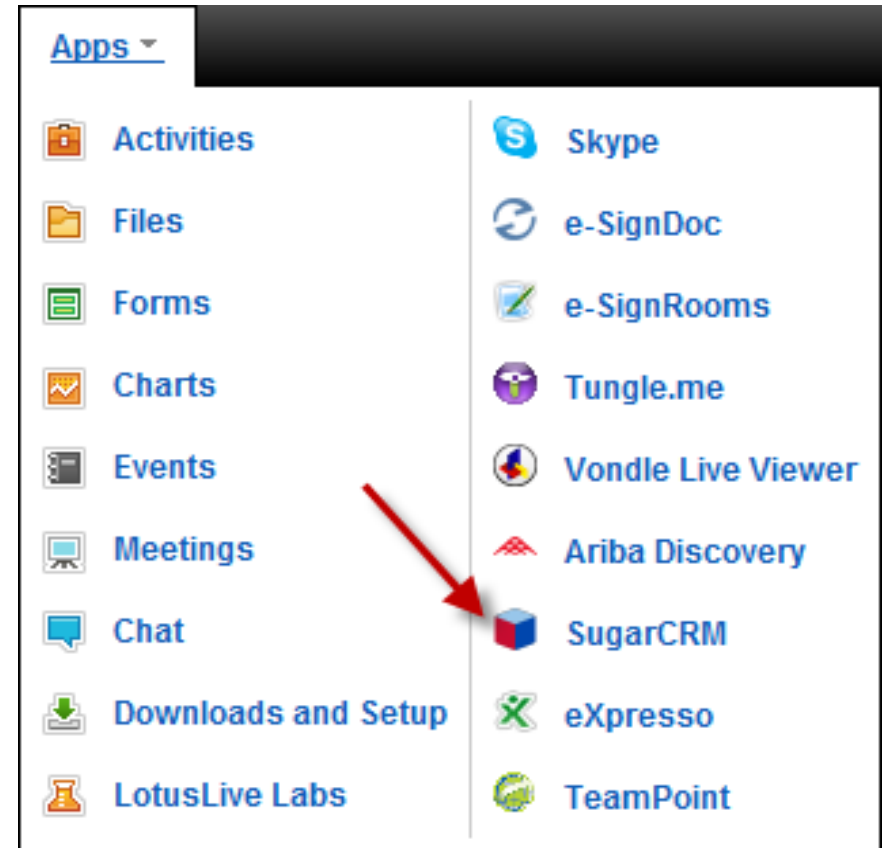 Apps
Activities
Files
Forms
Charts
Events
Meetings
Chat
Downloads and Setup
LotusLive Labs
Skype
e-SignDoc
e-SignRooms
Tungle.me
Vondle Live Viewer
Ariba Discovery
SugarCRM
eXpresso
TeamPoint